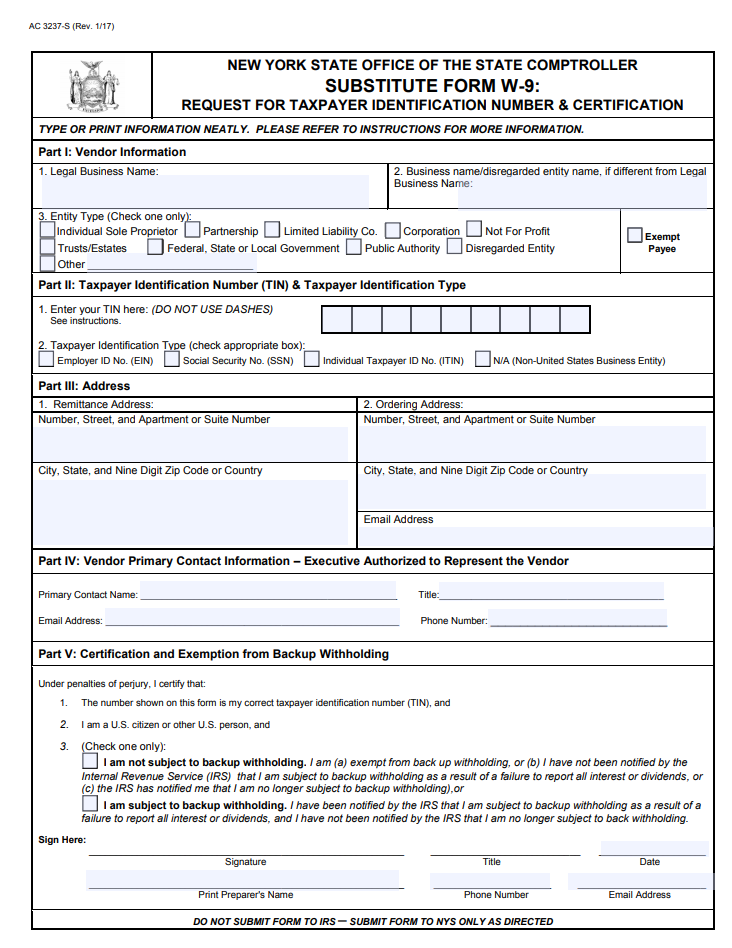 AC 3237-S (Rev. 1/17)
NEW YORK STATE OFFICE OF THE STATE COMPTROLLER
SUBSTITUTE FORM W-9:
REQUEST FOR TAXPAYER IDENTIFICATION NUMBER & CERTIFICATION
TYPE OR PRINT INFORMATION NEATLY. PLEASE REFER TO INSTRUCTIONS FOR MORE INFORMATION.
Part I: Vendor Information
1. Legal Business Name:
2. Business name/disregarded entity name, if different from Legal
Business Name:
3. Entity Type (Check one only):
Individual Sole Proprietor Partnership Limited Liability Co. Corporation Not For Profit
Trusts/Estates Federal, State or Local Government Public Authority Disregarded Entity
Other
Exempt
Payee
Part II: Taxpayer Identification Number (TIN) & Taxpayer Identification Type
1. Enter your TIN here: (DO NOT USE DASHES)
See instructions.
2. Taxpayer Identification Type (check appropriate box):
Employer ID No. (EIN) Social Security No. (SSN) Individual Taxpayer ID No. (ITIN) N/A (Non-United States Business Entity)
Part III: Address
1. Remittance Address:
2. Ordering Address:
Number, Street, and Apartment or Suite Number
Number, Street, and Apartment or Suite Number
City, State, and Nine Digit Zip Code or Country
City, State, and Nine Digit Zip Code or Country
Email Address
Part IV: Vendor Primary Contact Information – Executive Authorized to Represent the Vendor
Primary Contact Name:
Title:
Email Address:
Phone Number:
Part V: Certification and Exemption from Backup Withholding
Under penalties of perjury, I certify that:
1. The number shown on this form is my correct taxpayer identification number (TIN), and
2. I am a U.S. citizen or other U.S. person, and
3. (Check one only):
I am not subject to backup withholding. I am (a) exempt from back up withholding, or (b) I have not been notified by the
Internal Revenue Service (IRS) that I am subject to backup withholding as a result of a failure to report all interest or dividends, or
(c) the IRS has notified me that I am no longer subject to backup withholding),or
I am subject to backup withholding. I have been notified by the IRS that I am subject to backup withholding as a result of a
failure to report all interest or dividends, and I have not been notified by the IRS that I am no longer subject to back withholding.
Sign Here:
Signature
Title
Date
Print Preparer's Name
Phone Number
Email Address
DO NOT SUBMIT FORM TO IRS — SUBMIT FORM TO NYS ONLY AS DIRECTED